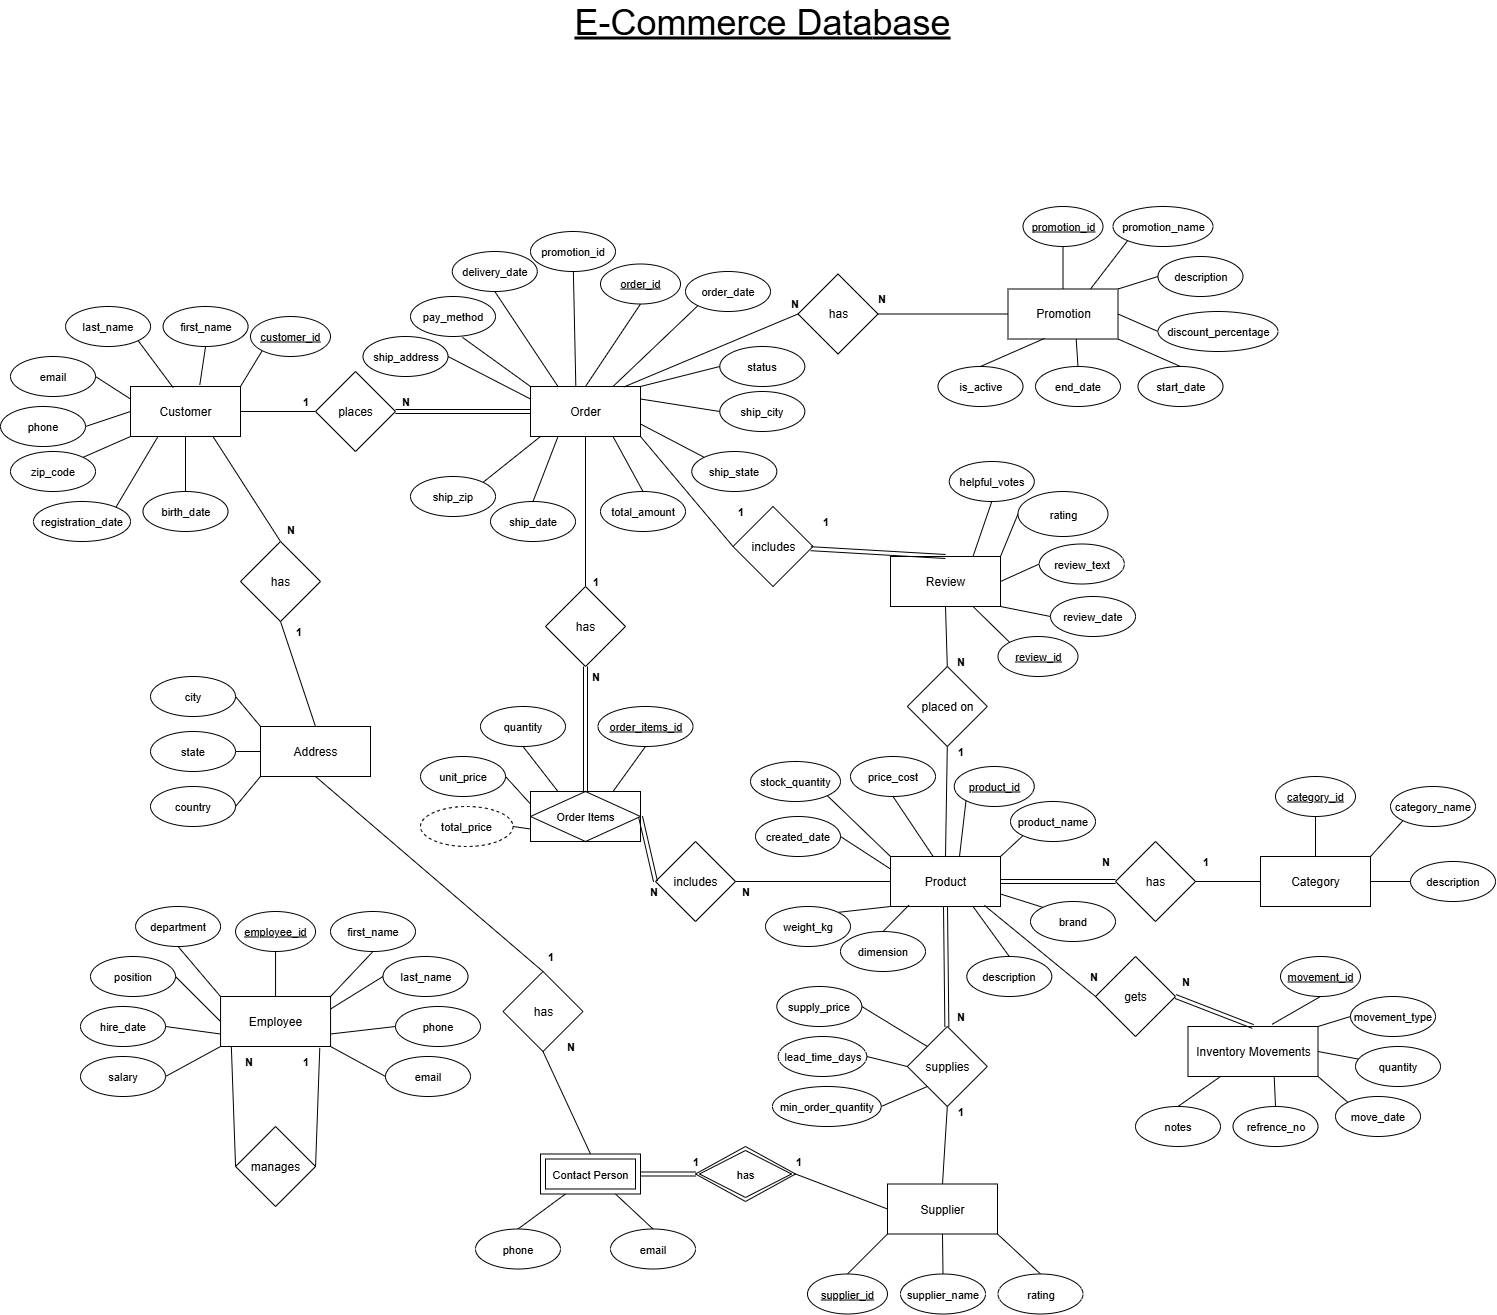 E-Commerce Database
promotion_id
promotion_name
description
discount_percentage
start_date
end_date
is_active
Promotion
N
has
N
promotion_id
delivery_date
order_id
order_date
pay_method
ship_address
status
ship_city
ship_state
total_amount
ship_date
ship_zip
Order
last_name
first_name
customer_id
email
phone
zip_code
registration_date
birth_date
Customer
1
places
N
N
has
1
1
includes
1
helpful_votes
rating
review_text
review_date
review_id
Review
N
placed on
1
1
has
N
city
state
country
Address
quantity
order_items_id
unit_price
total_price
Order Items
N
includes
N
stock_quantity
price_cost
product_id
product_name
created_date
Product
weight_kg
dimension
description
brand
N
has
1
category_id
category_name
Category
description
department
employee_id
first_name
position
last_name
hire_date
phone
salary
email
Employee
N
1
manages
1
has
N
supply_price
lead_time_days
min_order_quantity
N
supplies
1
N
gets
N
movement_id
movement_type
quantity
move_date
refrence_no
notes
Inventory Movements
Contact Person
phone
email
1
has
1
Supplier
supplier_id
supplier_name
rating